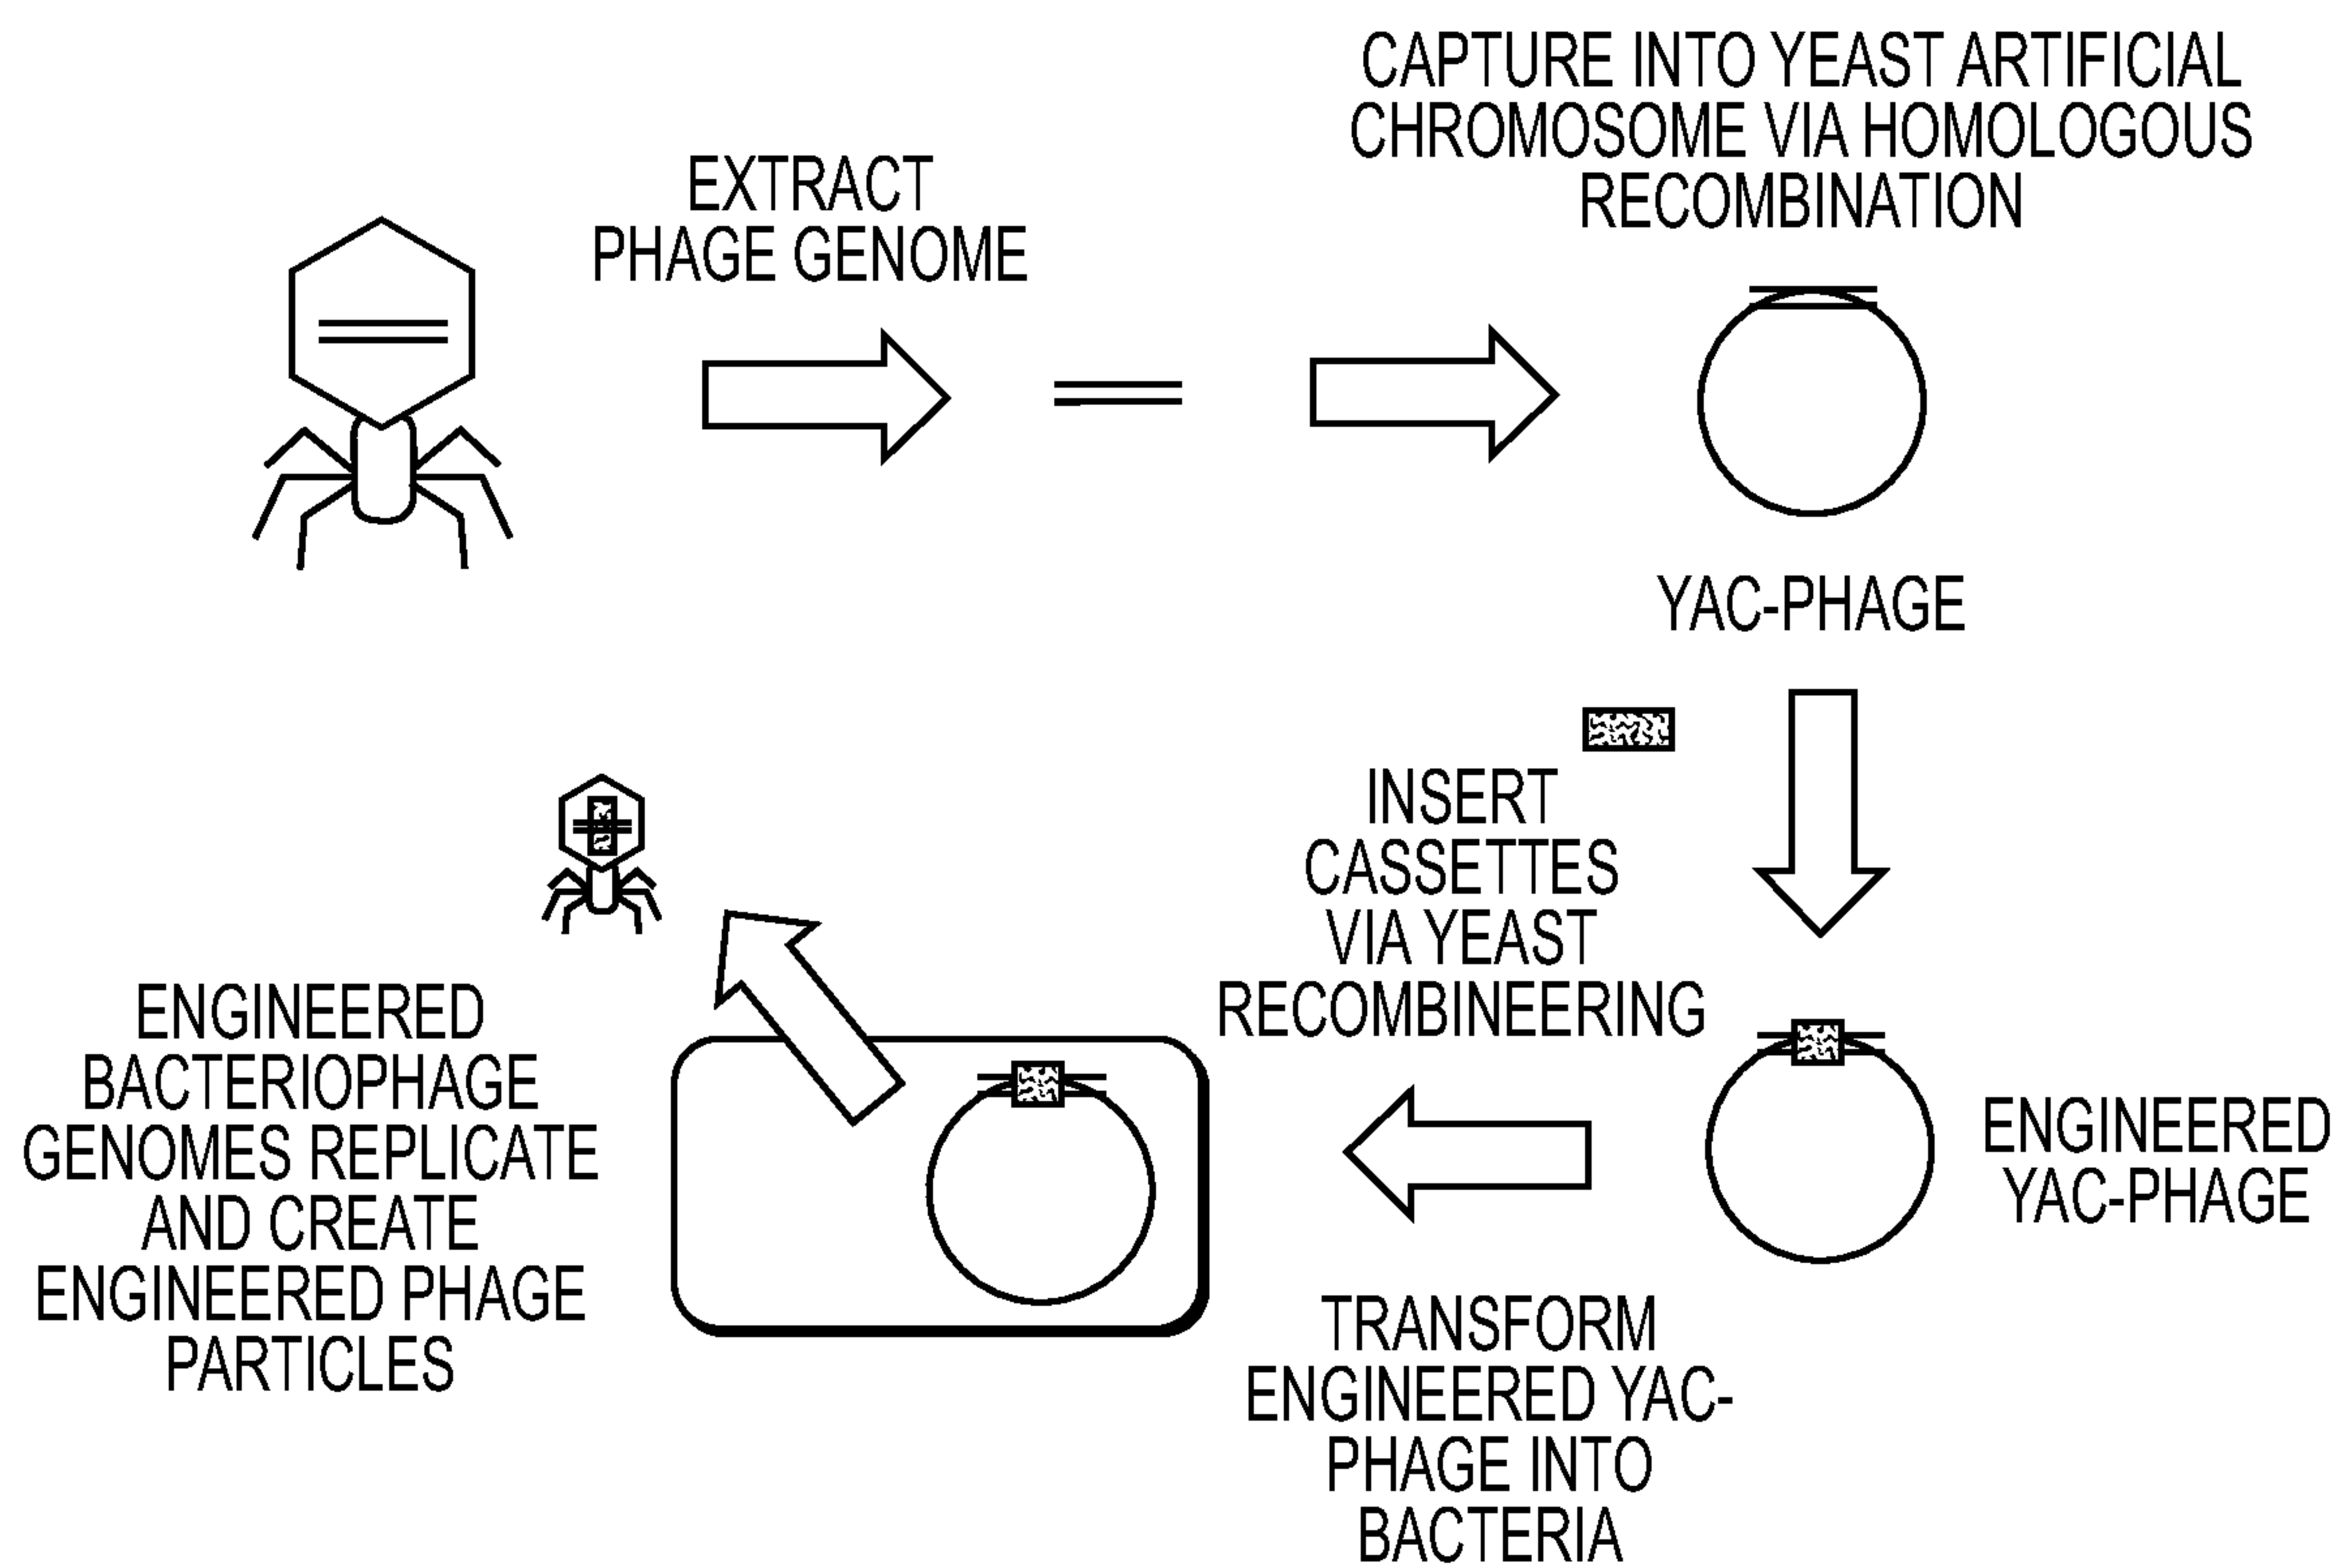 EXTRACT
PHAGE GENOME
CAPTURE INTO YEAST ARTIFICIAL
CHROMOSOME VIA HOMOLOGOUS
RECOMBINATION
YAC-PHAGE
INSERT
CASSETTES
VIA YEAST
RECOMBINEERING
ENGINEERED
YAC-PHAGE
TRANSFORM
ENGINEERED YAC-
PHAGE INTO
BACTERIA
ENGINEERED
BACTERIOPHAGE
GENOMES REPLICATE
AND CREATE
ENGINEERED PHAGE
PARTICLES